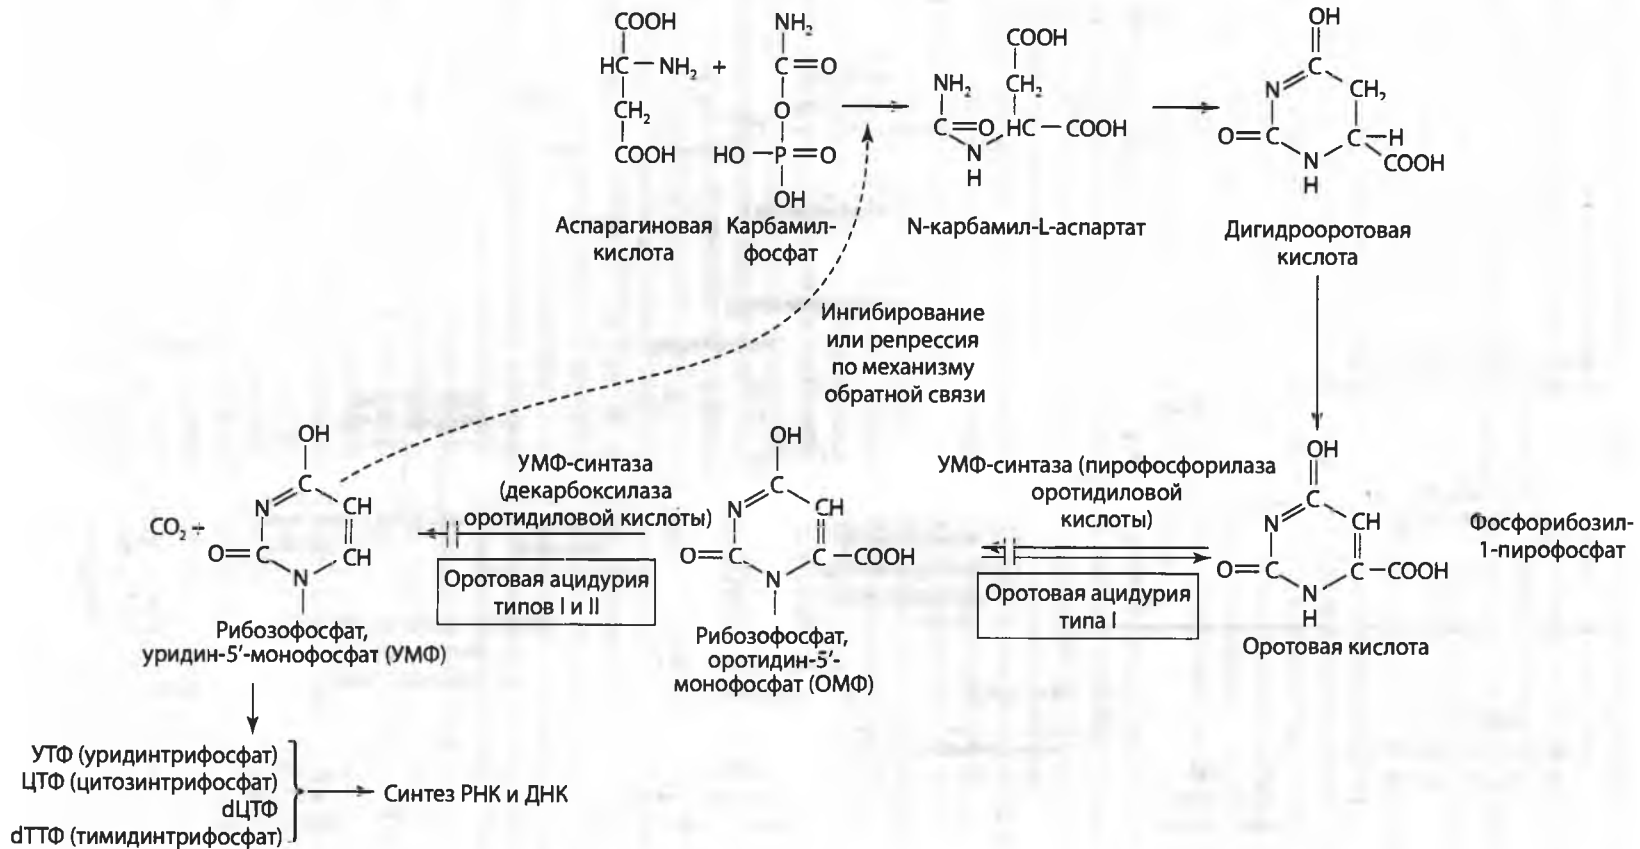 COOH
HC — NH₂ +
CH₂
COOH
Аспарагиновая
кислота
NH₂
C=O
O
HO — P=O
OH
Карбамил-
фосфат
COOH
CH₂
NH₂
C=O HC — COOH
N
H
N-карбамил-L-аспартат
OH
C
N CH₂
O=C C—H
N COOH
H
Дигидрооротовая
кислота
Ингибирование
или репрессия
по механизму
обратной связи
OH
C
N CH
CO₂ +
O=C CH
N
Рибозофосфат,
уридин-5′-монофосфат (УМФ)
УМФ-синтаза
(декарбоксилаза
оротидиловой кислоты)
Оротовая ацидурия
типов I и II
OH
C
N CH
O=C C—COOH
N
Рибозофосфат,
оротидин-5′-
монофосфат (ОМФ)
УМФ-синтаза (пирофосфорилаза
оротидиловой
кислоты)
Оротовая ацидурия
типа I
OH
C
N CH
O=C C—COOH
N
H
Оротовая кислота
Фосфорибозил-
1-пирофосфат
УТФ (уридинтрифосфат)
ЦТФ (цитозинтрифосфат)
dЦТФ
dТТФ (тимидинтрифосфат)
Синтез РНК и ДНК